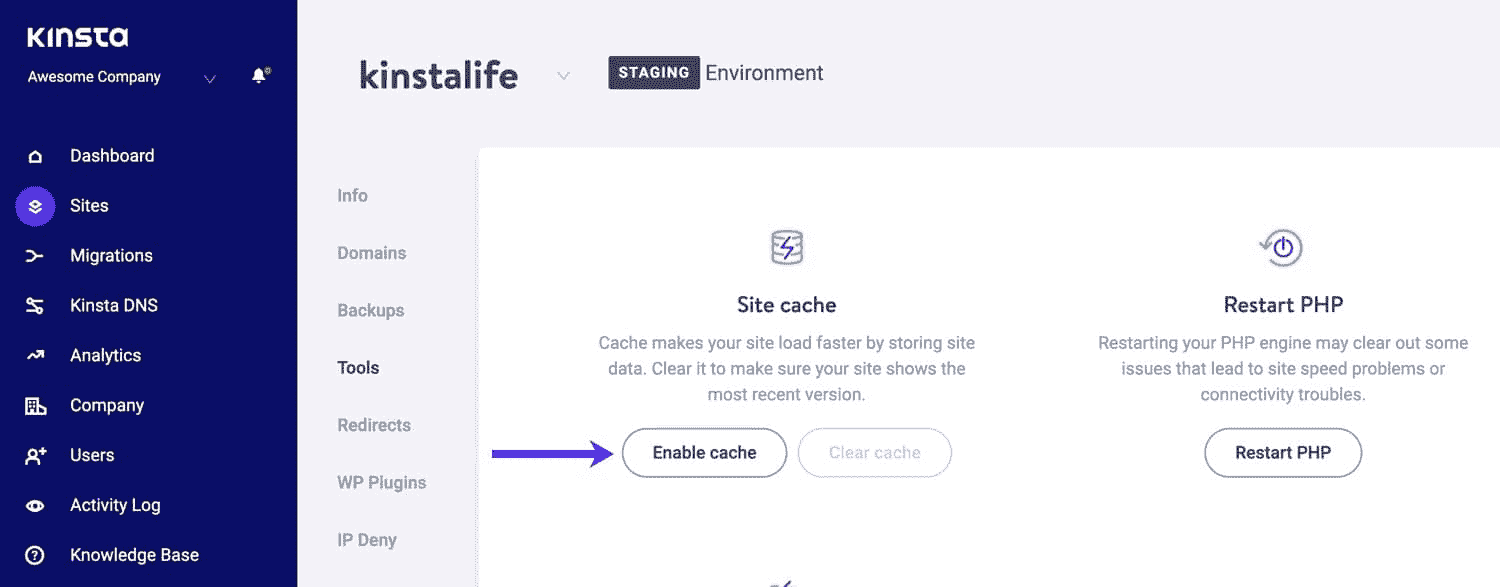 KINSTA
Awesome Company
Dashboard
Sites
Migrations
Kinsta DNS
Analytics
Company
Users
Activity Log
Knowledge Base
kinstalife
STAGING Environment
Info
Domains
Backups
Tools
Redirects
WP Plugins
IP Deny
Site cache
Cache makes your site load faster by storing site
data. Clear it to make sure your site shows the
most recent version.
Enable cache
Clear cache
Restart PHP
Restarting your PHP engine may clear out some
issues that lead to site speed problems or
connectivity troubles.
Restart PHP